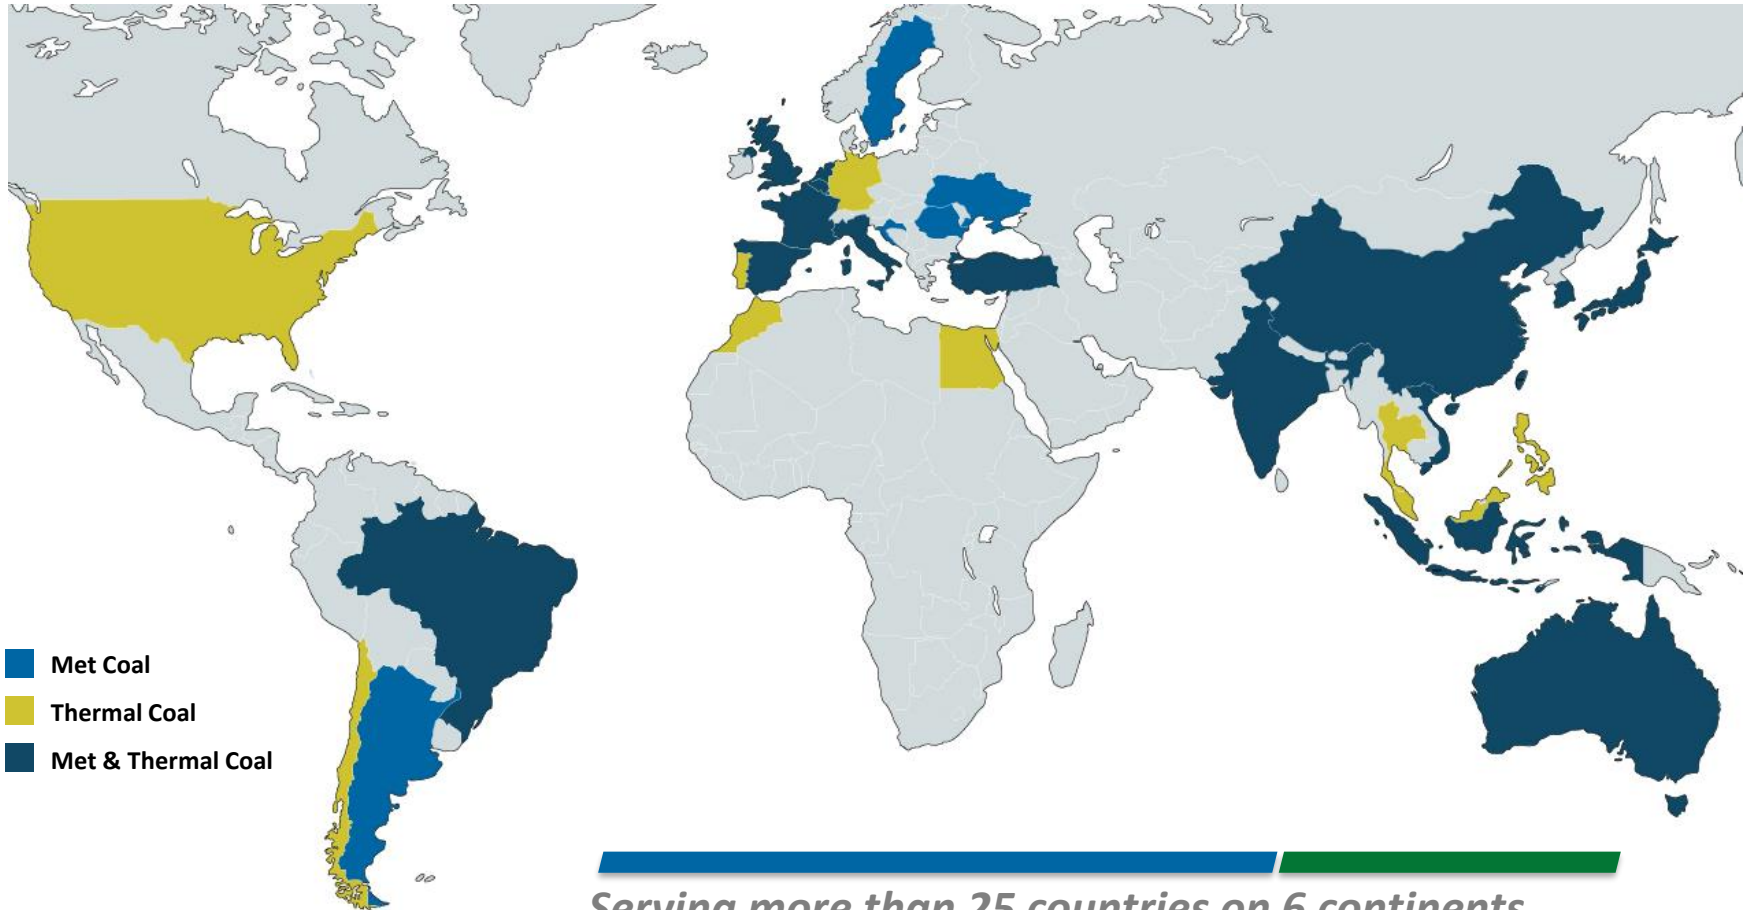 Met Coal
Thermal Coal
Met & Thermal Coal
Serving more than 25 countries on 6 continents